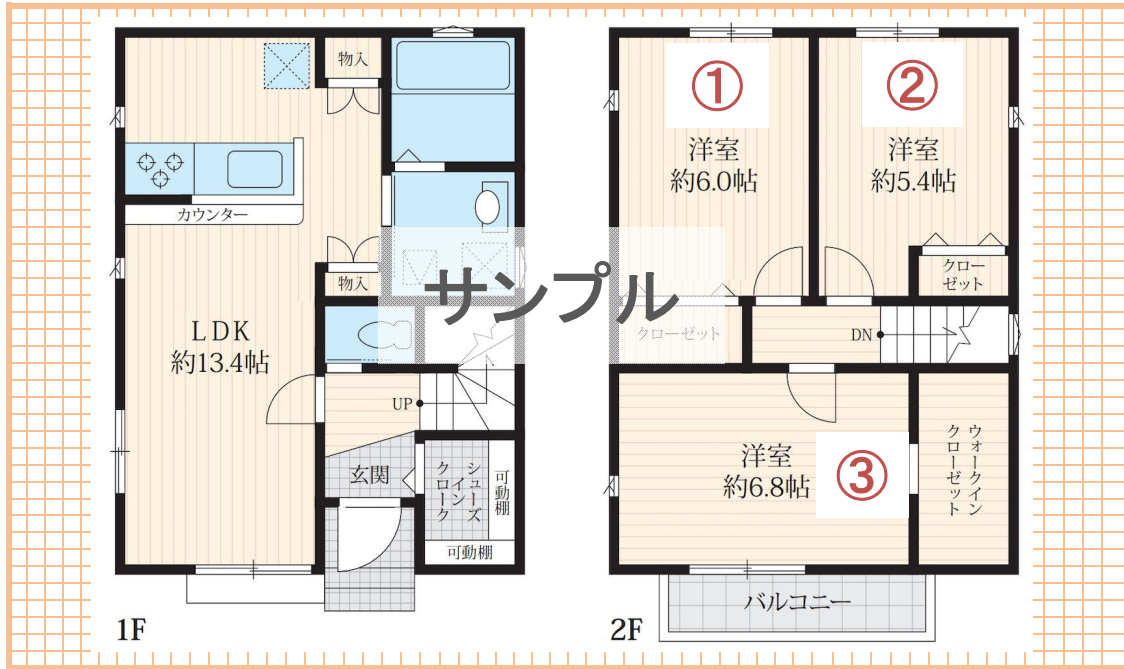 物入
カウンター
物入
LDK
約13.4帖
UP
玄関
シューズ
イン
クローク
可動棚
可動棚
1F
①
洋室
約6.0帖
②
洋室
約5.4帖
クロー
ゼット
クローゼット
DN
洋室
約6.8帖
③
ウォークイン
クローゼット
バルコニー
2F
サンプル